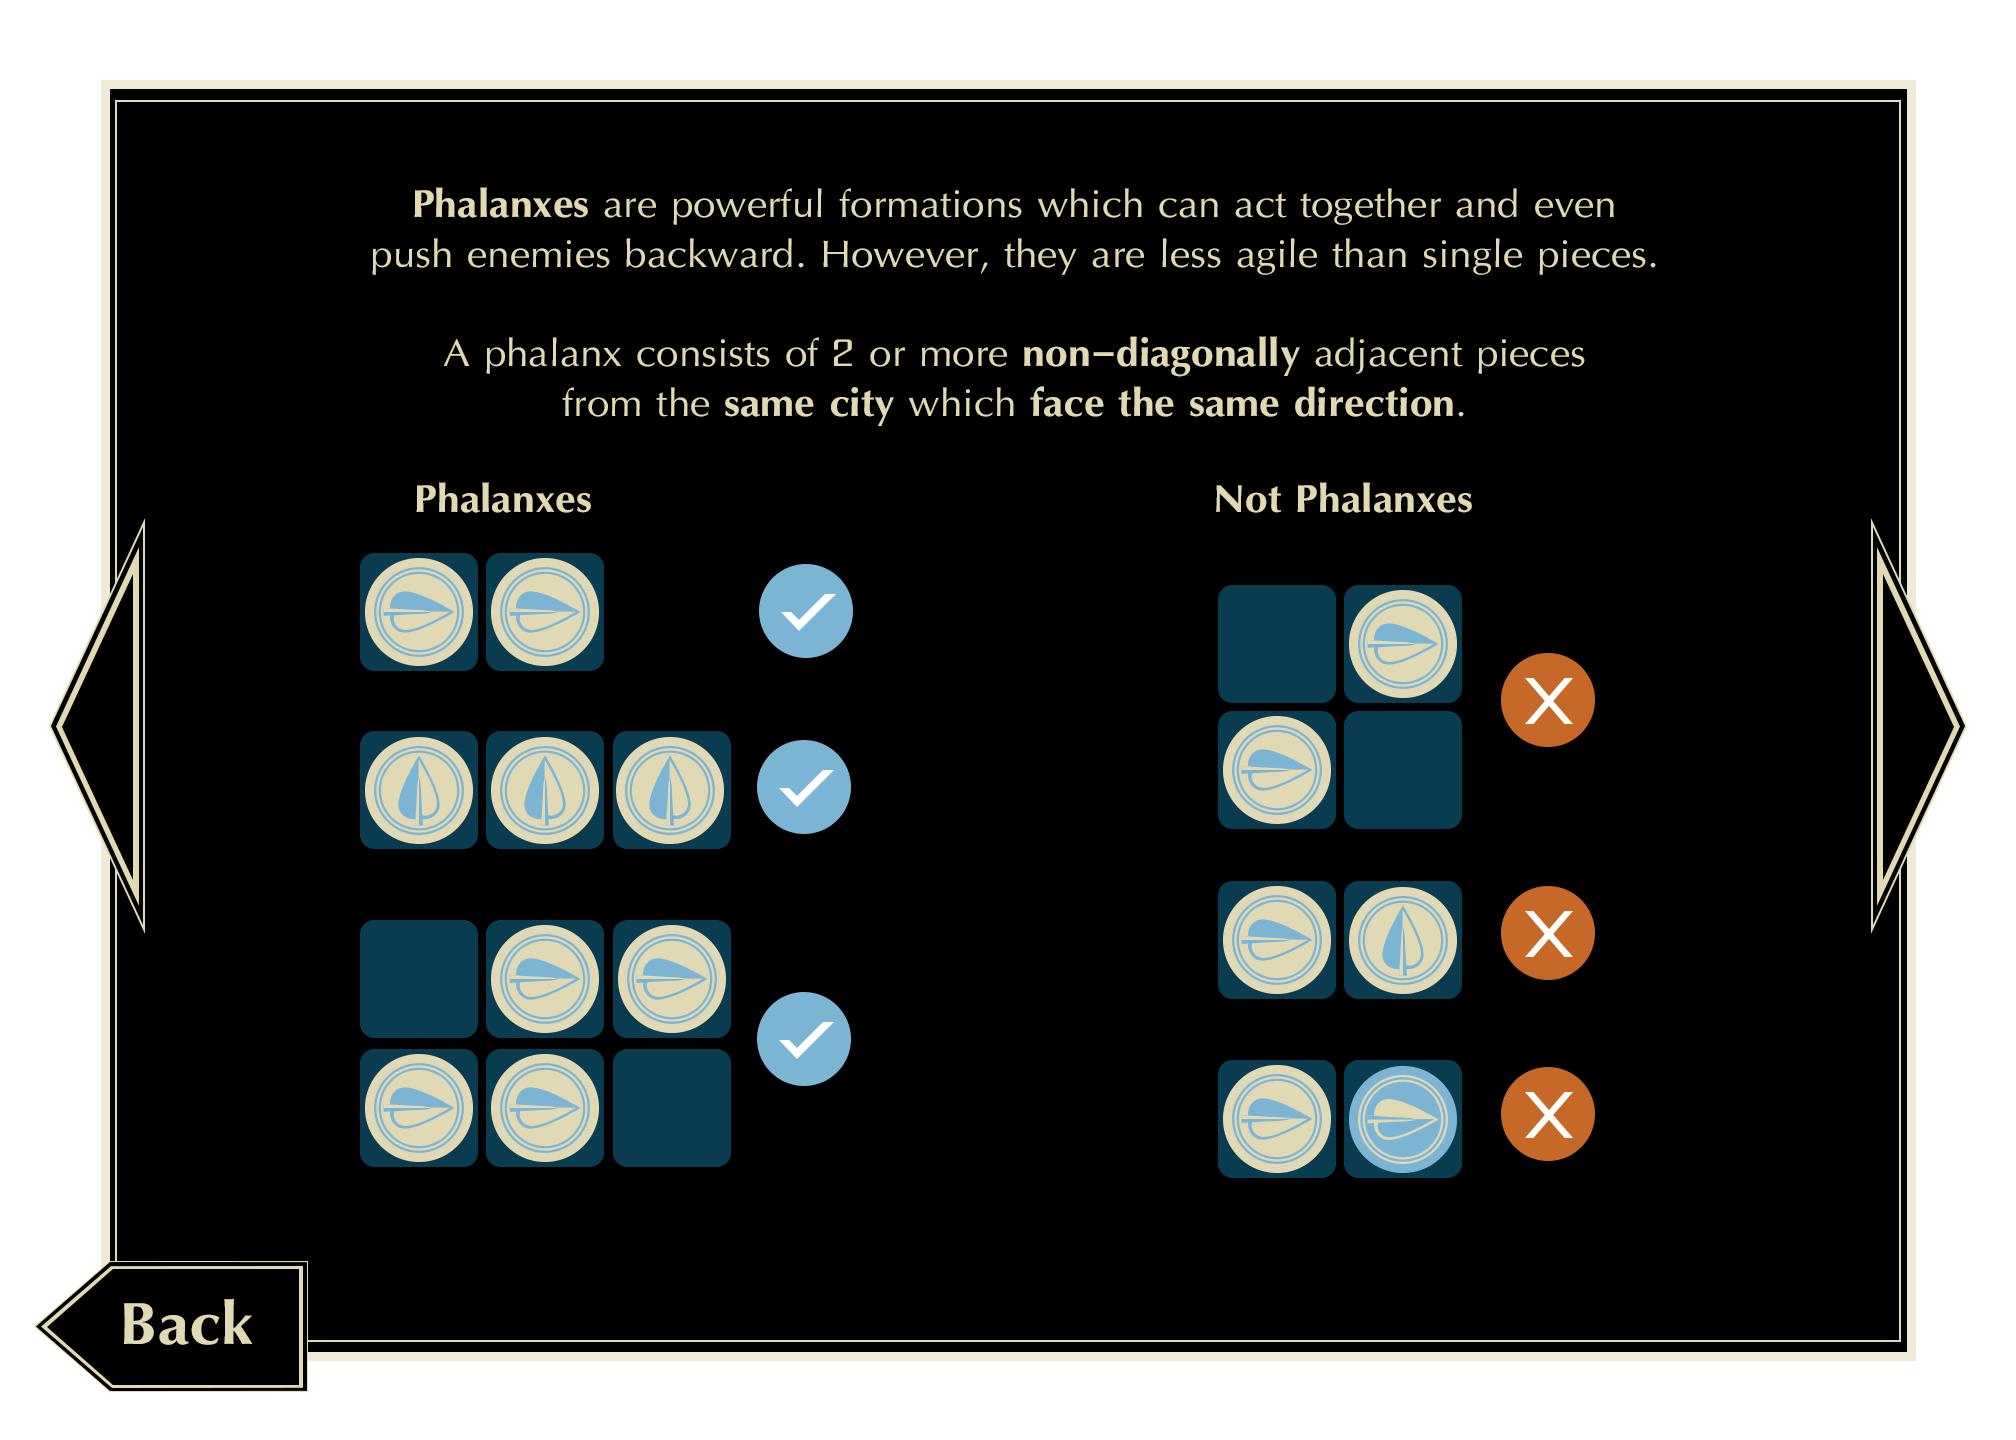 Phalanxes are powerful formations which can act together and even
push enemies backward. However, they are less agile than single pieces.
A phalanx consists of 2 or more non-diagonally adjacent pieces
from the same city which face the same direction.
Phalanxes
Not Phalanxes
Back